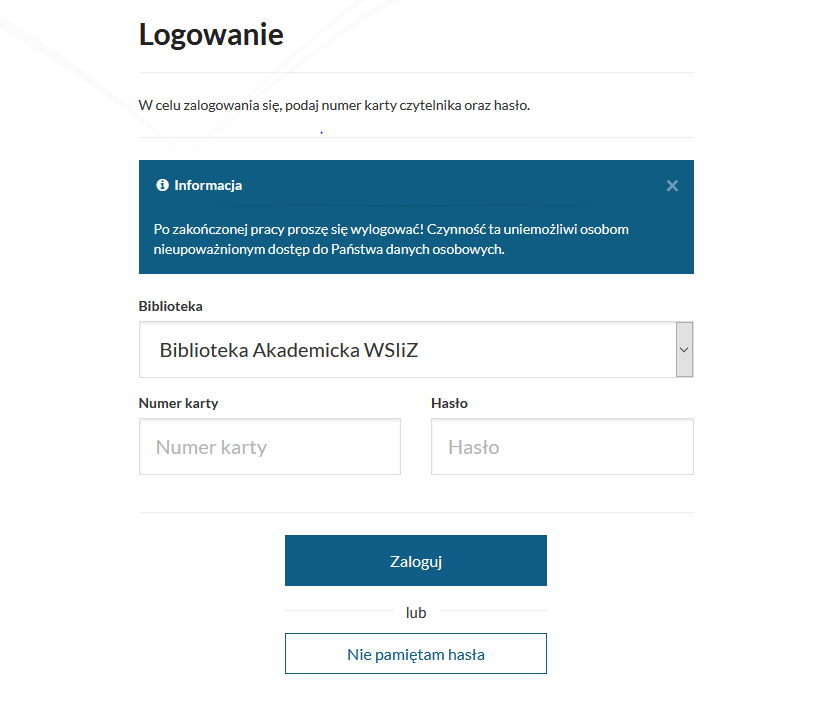 Logowanie
W celu zalogowania się, podaj numer karty czytelnika oraz hasło.
Informacja
Po zakończonej pracy proszę się wylogować! Czynność ta uniemożliwi osobom
nieupoważnionym dostęp do Państwa danych osobowych.
Biblioteka
Biblioteka Akademicka WSIiZ
Numer karty
Hasło
Numer karty
Hasło
Zaloguj
lub
Nie pamiętam hasła